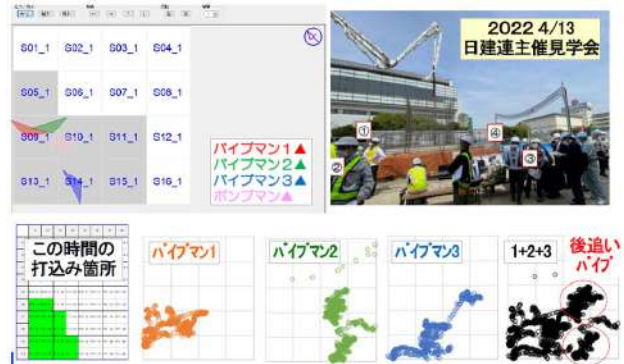 S01_1 S02_1 S03_1 S04_1
S05_1 S06_1 S07_1 S08_1
S09_1 S10_1 S11_1 S12_1
S13_1 S14_1 S15_1 S16_1
パイプマン1▲
パイプマン2▲
パイプマン3▲
ポンプマン▲
2022 4/13
日建連主催見学会
①
②
③
④
この時間の
打込み箇所
パイプマン1
パイプマン2
パイプマン3
1+2+3
後追い
パイプ